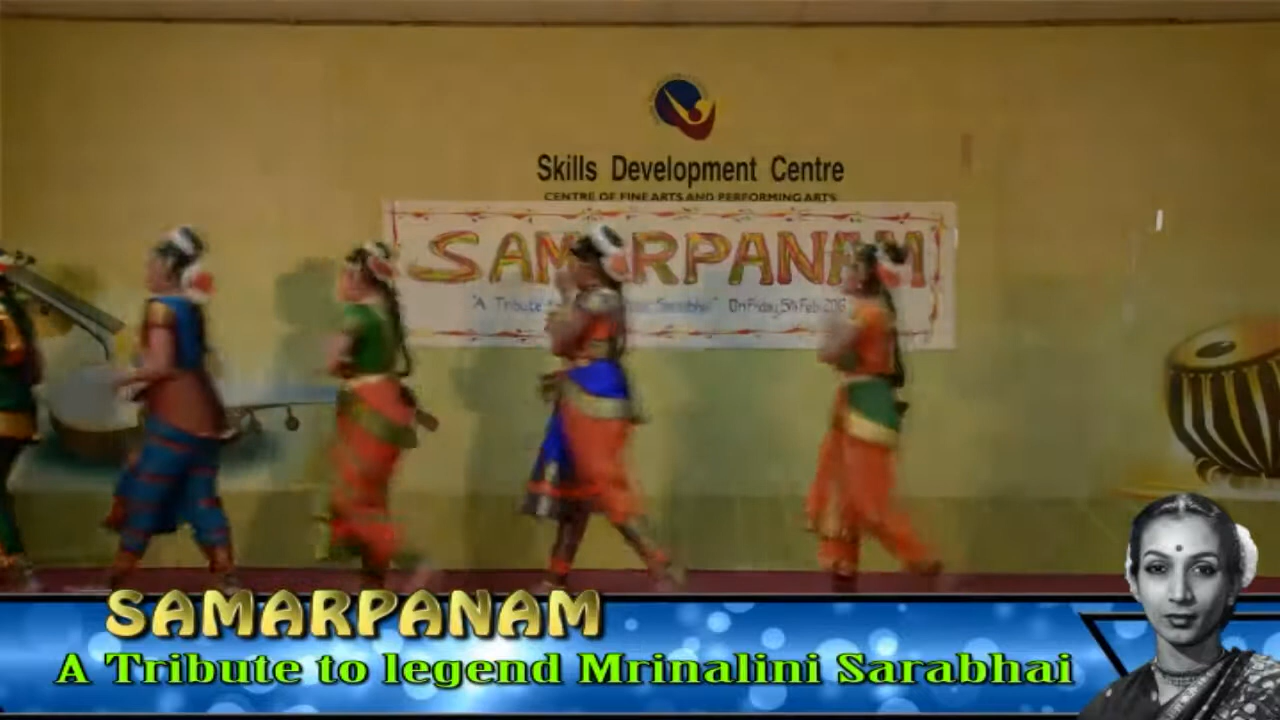 Skills Development Centre
CENTRE OF FINE ARTS AND PERFORMING ARTS
SAMARPANAM
"A Tribute Sarabhai" On Friday, 5th Feb 2016
SAMARPANAM
A Tribute to legend Mrinalini Sarabhai